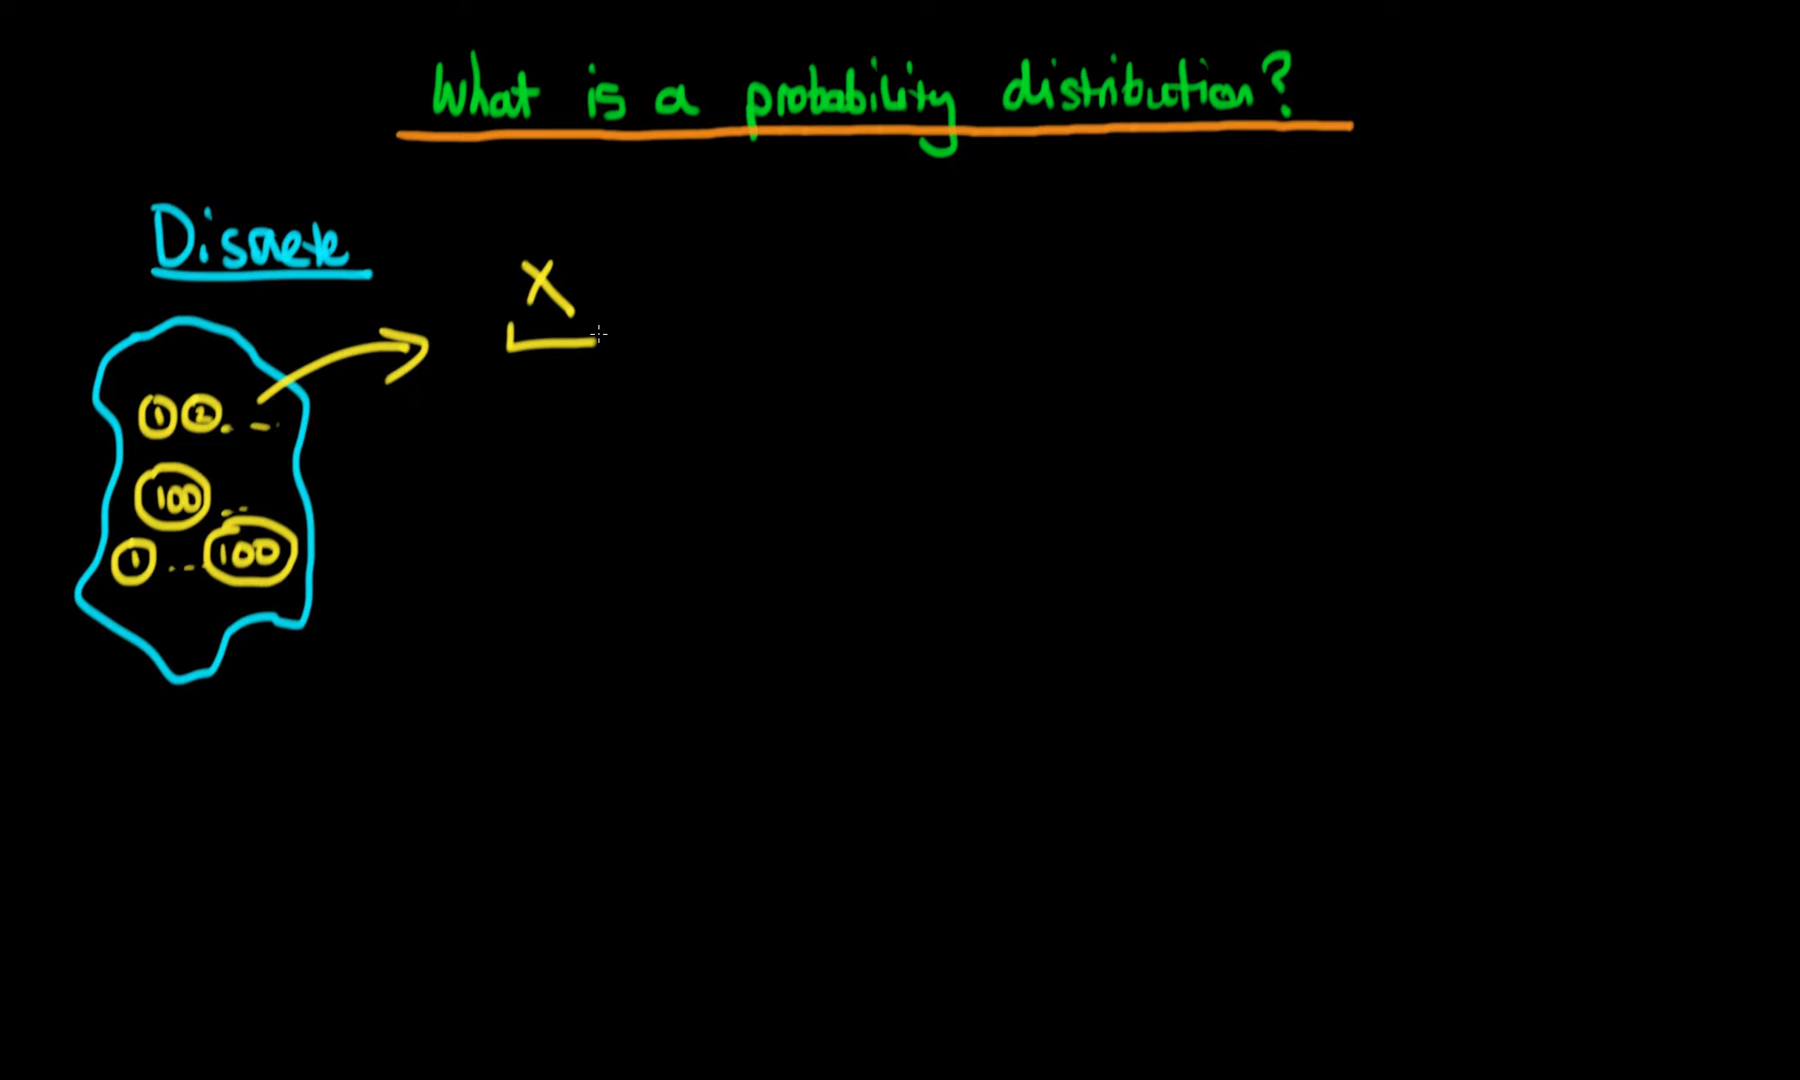 What is a probability distribution?
Discrete
X
1 2 . - -
100 - -
1 ... 100